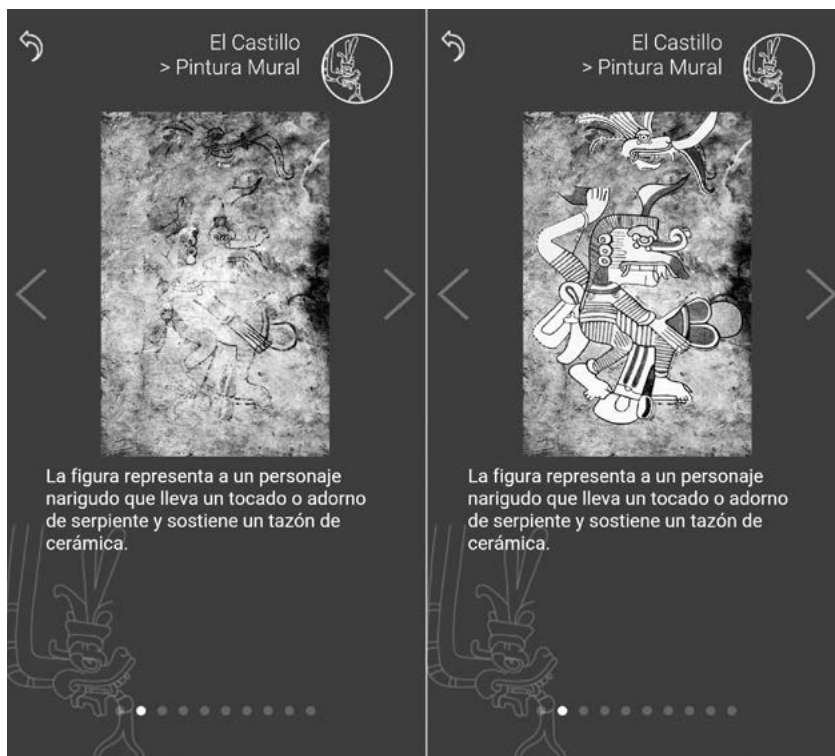 El Castillo
> Pintura Mural
La figura representa a un personaje
narigudo que lleva un tocado o adorno
de serpiente y sostiene un tazón de
cerámica.
El Castillo
> Pintura Mural
La figura representa a un personaje
narigudo que lleva un tocado o adorno
de serpiente y sostiene un tazón de
cerámica.